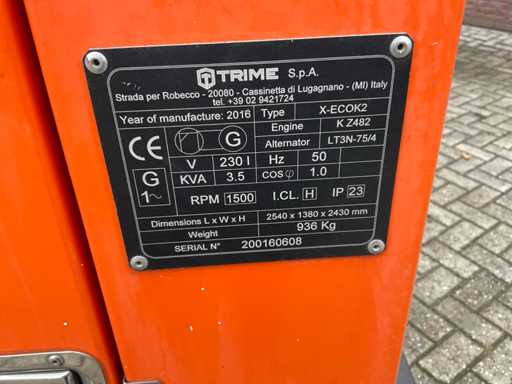 TRIME S.p.A.
Strada per Robecco - 20080 - Cassinetta di Lugagnano - (MI) Italy
tel. +39 02 9421724
Year of manufacture: 2016 Type X-ECOK2
Engine K Z482
Alternator LT3N-75/4
CE G
V 230 I Hz 50
G 1~ KVA 3.5 COS φ 1.0
RPM 1500 I.CL. H IP 23
Dimensions L x W x H 2540 x 1380 x 2430 mm
Weight 936 Kg
SERIAL N° 200160608